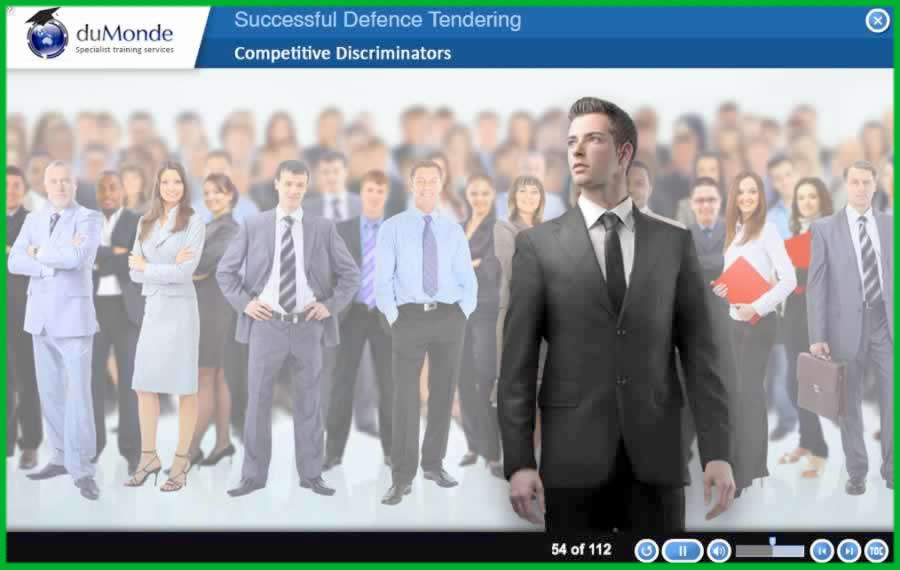 duMonde
Specialist training services
Successful Defence Tendering
Competitive Discriminators
54 of 112
TOC